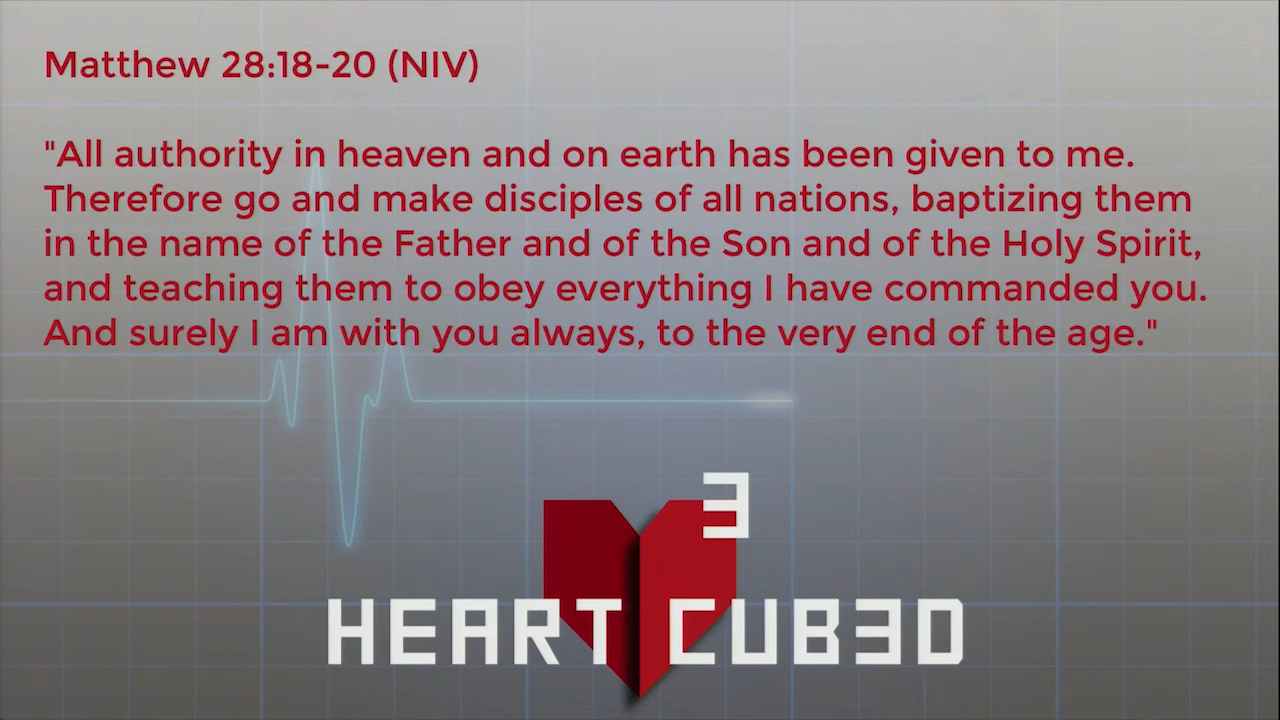 Matthew 28:18-20 (NIV)
"All authority in heaven and on earth has been given to me.
Therefore go and make disciples of all nations, baptizing them
in the name of the Father and of the Son and of the Holy Spirit,
and teaching them to obey everything I have commanded you.
And surely I am with you always, to the very end of the age."
3
HEART CUB3D